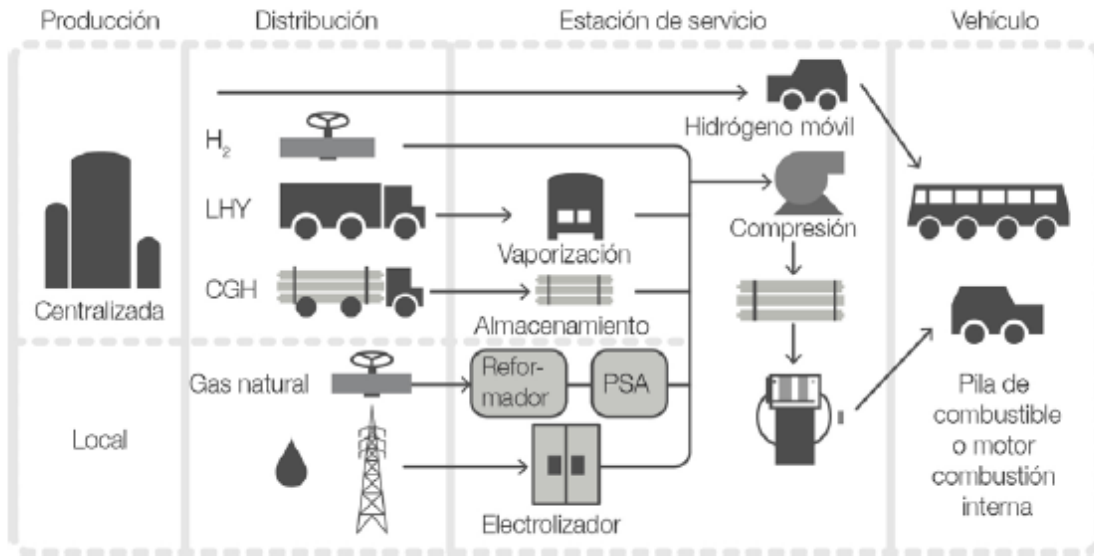 Producción
Distribución
Estación de servicio
Vehículo
Hidrógeno móvil
H₂
LHY
Vaporización
Compresión
CGH
Centralizada
Almacenamiento
Gas natural
Refor-
mador
PSA
Local
Electrolizador
Pila de
combustible
o motor
combustión
interna